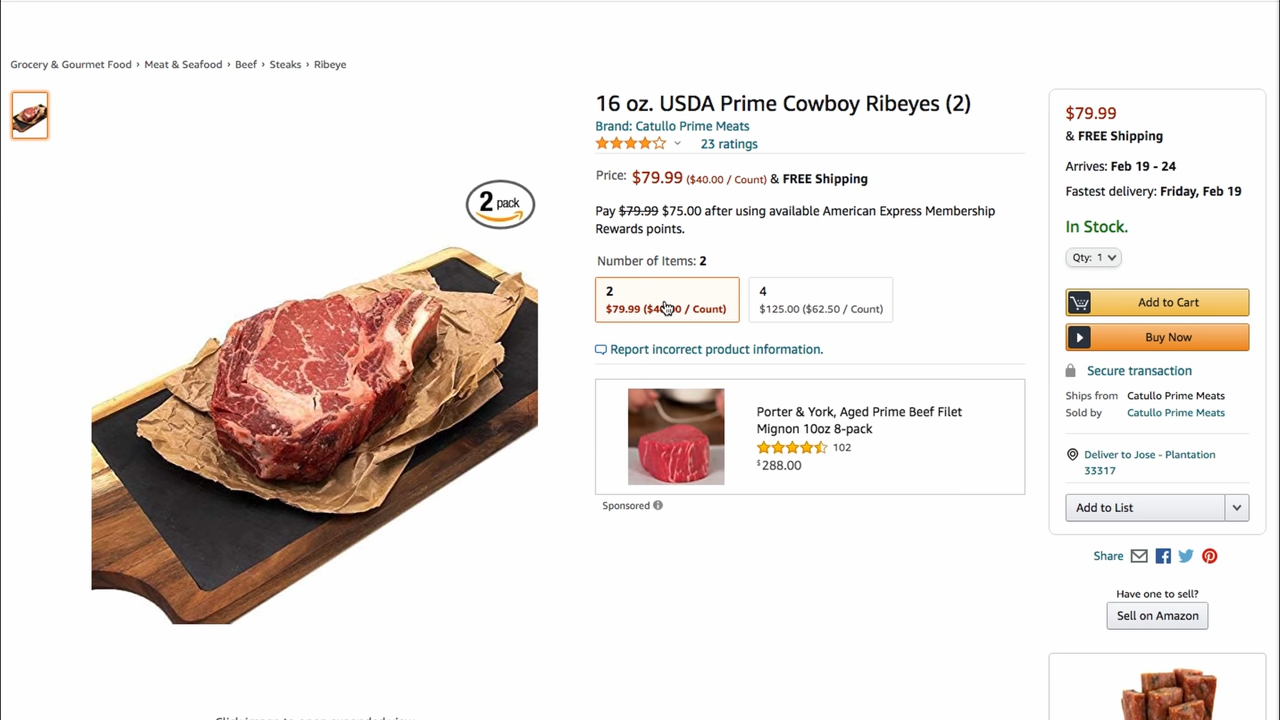 Grocery & Gourmet Food › Meat & Seafood › Beef › Steaks › Ribeye
2 pack
16 oz. USDA Prime Cowboy Ribeyes (2)
Brand: Catullo Prime Meats
23 ratings
Price: $79.99 ($40.00 / Count) & FREE Shipping
Pay $79.99 $75.00 after using available American Express Membership
Rewards points.
Number of Items: 2
2
$79.99 ($40.00 / Count)
4
$125.00 ($62.50 / Count)
Report incorrect product information.
Porter & York, Aged Prime Beef Filet
Mignon 10oz 8-pack
102
$288.00
Sponsored
$79.99
& FREE Shipping
Arrives: Feb 19 - 24
Fastest delivery: Friday, Feb 19
In Stock.
Qty: 1
Add to Cart
Buy Now
Secure transaction
Ships from Catullo Prime Meats
Sold by Catullo Prime Meats
Deliver to Jose - Plantation
33317
Add to List
Share
Have one to sell?
Sell on Amazon